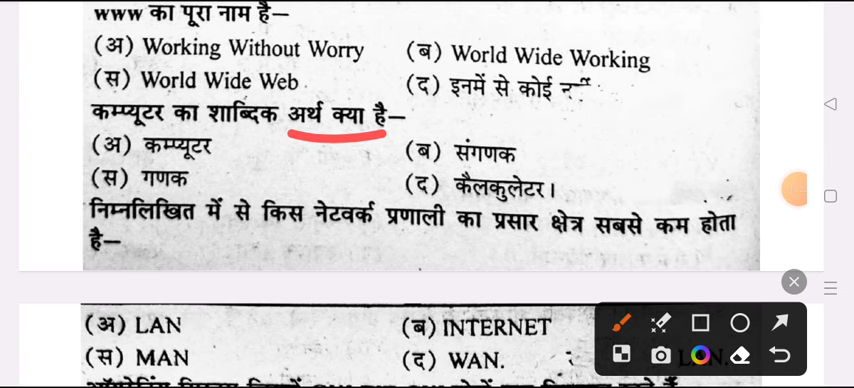 www का पूरा नाम है—
(अ) Working Without Worry (ब) World Wide Working
(स) World Wide Web (द) इनमें से कोई
कम्प्यूटर का शाब्दिक अर्थ क्या है—
(अ) कम्प्यूटर (ब) संगणक
(स) गणक (द) कैलकुलेटर।
निम्नलिखित में से किस नेटवर्क प्रणाली का प्रसार क्षेत्र सबसे कम होता
है—
(अ) LAN (ब) INTERNET
(स) MAN (द) WAN.